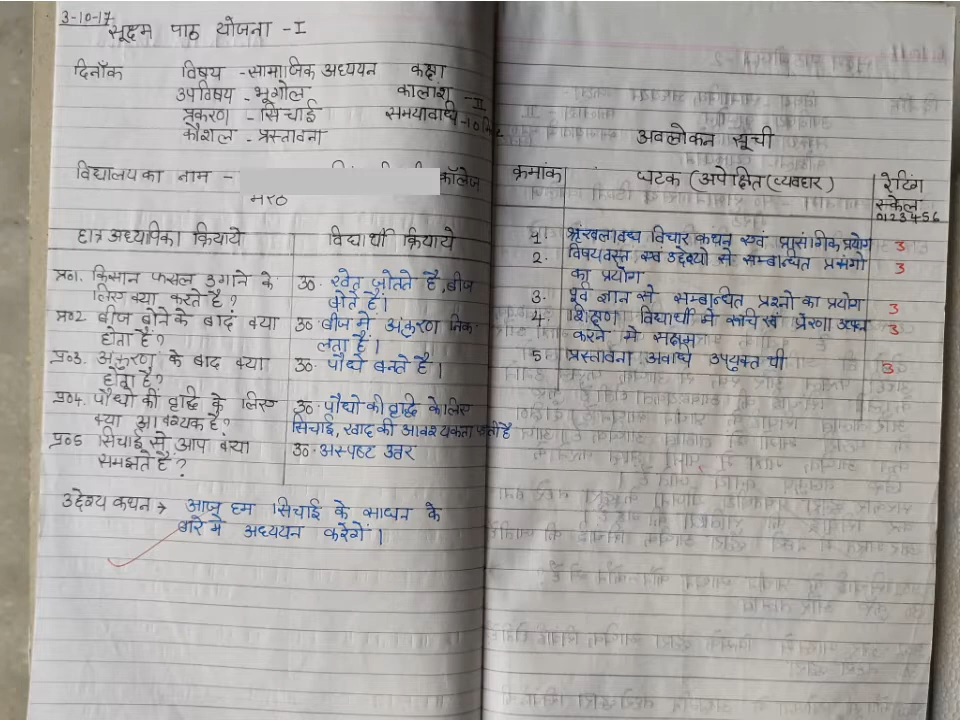 3-10-17
सूक्ष्म पाठ योजना -I
दिनाँक विषय - सामाजिक अध्ययन कक्षा
उपविषय - भूगोल कालांश - II
प्रकरण - सिचाई समयावधि - 10 मिनट
कौशल - प्रस्तावना
विद्यालय का नाम - कॉलेज
छात्र अध्यापिका क्रियाये विद्यार्थी क्रियाये
प्र01. किसान फसल उगाने के उ0. खेत जोतते है, बीज
लिए क्या करते है ? बोते है।
प्र02 बीज बोने के बाद क्या उ0. बीज मे अंकुरण निक
होता है ? लता है।
प्र03. अंकुरण के बाद क्या उ0. पौधे बनते है।
होता है ?
प्र04. पौधो की वृद्धि के लिए उ0. पौधो की वृद्धि के लिए
क्या आवश्यक है ? सिचाई, खाद की आवश्यकता होती है
प्र05 सिचाई से आप क्या उ0. अस्पष्ट उत्तर
समझते है ?
उद्देश्य कथन → आज हम सिचाई के साधन के
बारे मे अध्ययन करेगें।
अवलोकन सूची
क्रमांक घटक (अपेक्षित (व्यवहार) रेटिंग
स्केल
0123456
1. श्रृंखलाबध्ध विचार कथन एवं प्रासंगिक प्रयोग 3
2. विषयवस्तु एव उद्देश्यो से सम्बान्धित प्रसंगो 3
का प्रयोग
3. पूर्व ज्ञान से सम्बान्धित प्रश्नो का प्रयोग 3
4. शिक्षण विद्यार्थी मे रूचि एवं प्रेरणा उत्पन्न 3
करने मे सक्षम
5. प्रस्तावना अवधि उपयुक्त थी 3